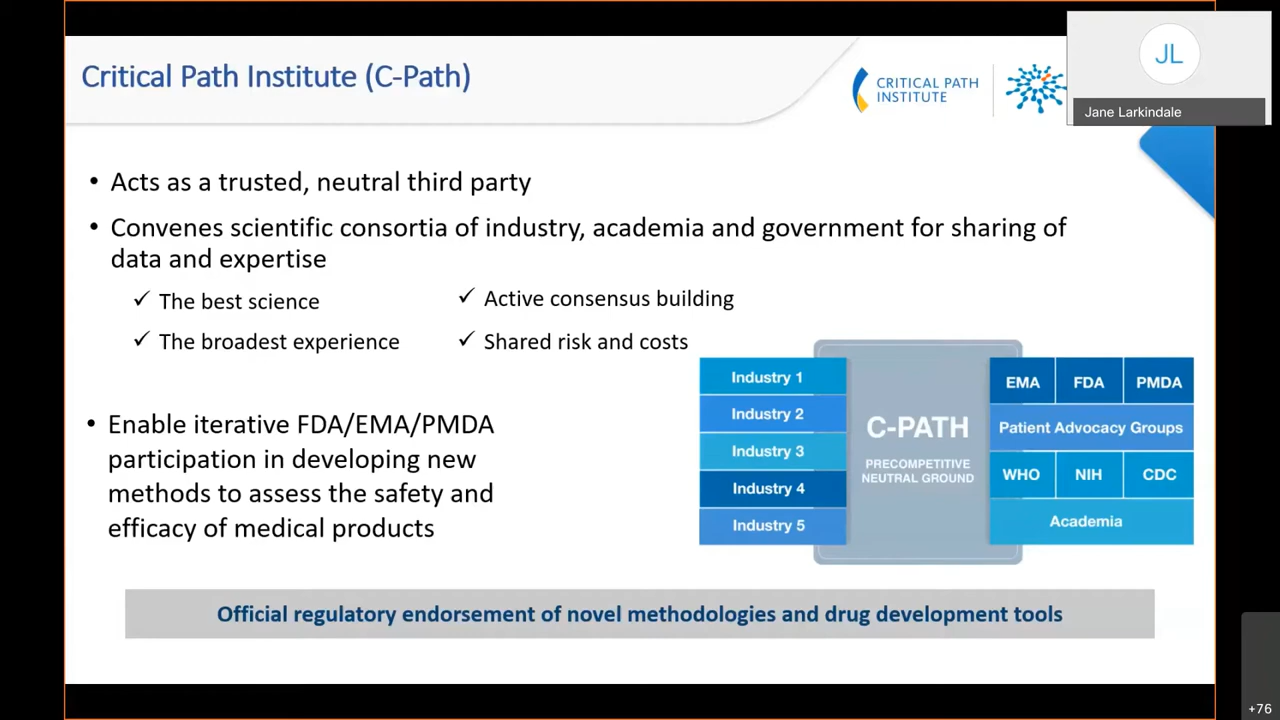 Critical Path Institute (C-Path)
CRITICAL PATH
INSTITUTE
JL
Jane Larkindale
• Acts as a trusted, neutral third party
• Convenes scientific consortia of industry, academia and government for sharing of
data and expertise
✓ The best science
✓ Active consensus building
✓ The broadest experience
✓ Shared risk and costs
• Enable iterative FDA/EMA/PMDA
participation in developing new
methods to assess the safety and
efficacy of medical products
Industry 1
Industry 2
Industry 3
Industry 4
Industry 5
C-PATH
PRECOMPETITIVE
NEUTRAL GROUND
EMA FDA PMDA
Patient Advocacy Groups
WHO NIH CDC
Academia
Official regulatory endorsement of novel methodologies and drug development tools
+76